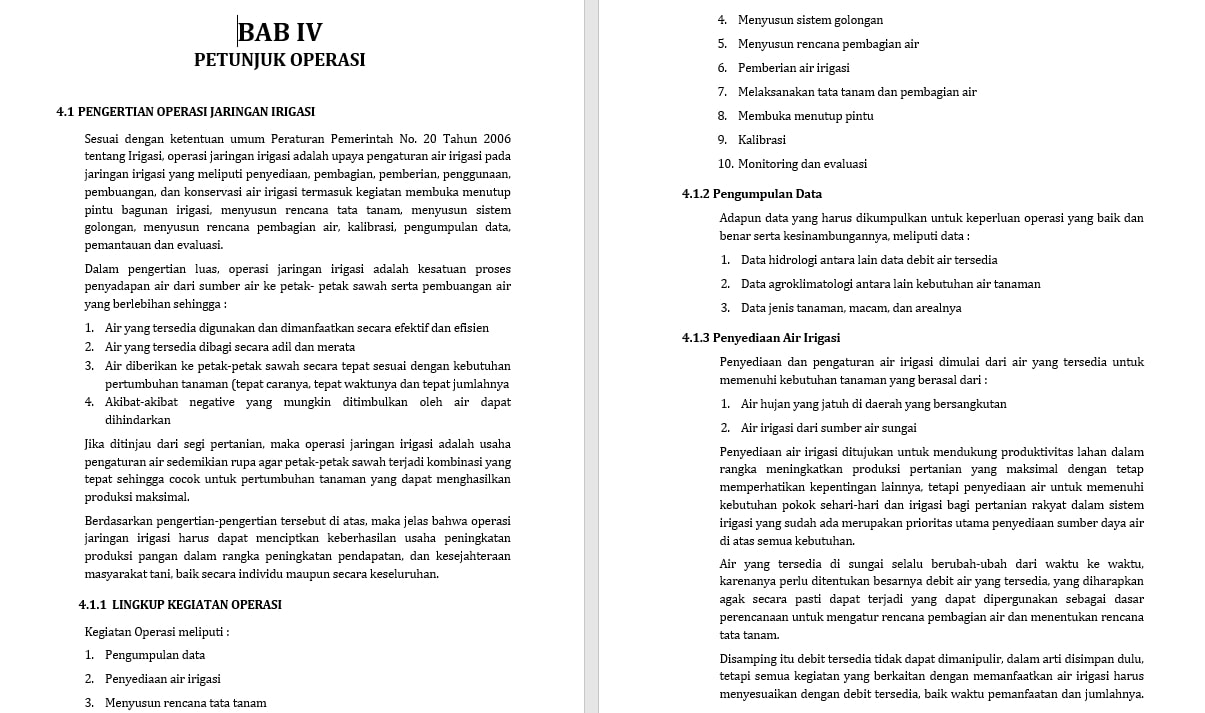 BAB IV
PETUNJUK OPERASI
4.1 PENGERTIAN OPERASI JARINGAN IRIGASI
Sesuai dengan ketentuan umum Peraturan Pemerintah No. 20 Tahun 2006
tentang Irigasi, operasi jaringan irigasi adalah upaya pengaturan air irigasi pada
jaringan irigasi yang meliputi penyediaan, pembagian, pemberian, penggunaan,
pembuangan, dan konservasi air irigasi termasuk kegiatan membuka menutup
pintu bagunan irigasi, menyusun rencana tata tanam, menyusun sistem
golongan, menyusun rencana pembagian air, kalibrasi, pengumpulan data,
pemantauan dan evaluasi.
Dalam pengertian luas, operasi jaringan irigasi adalah kesatuan proses
penyadapan air dari sumber air ke petak- petak sawah serta pembuangan air
yang berlebihan sehingga :
1. Air yang tersedia digunakan dan dimanfaatkan secara efektif dan efisien
2. Air yang tersedia dibagi secara adil dan merata
3. Air diberikan ke petak-petak sawah secara tepat sesuai dengan kebutuhan
pertumbuhan tanaman (tepat caranya, tepat waktunya dan tepat jumlahnya
4. Akibat-akibat negative yang mungkin ditimbulkan oleh air dapat
dihindarkan
Jika ditinjau dari segi pertanian, maka operasi jaringan irigasi adalah usaha
pengaturan air sedemikian rupa agar petak-petak sawah terjadi kombinasi yang
tepat sehingga cocok untuk pertumbuhan tanaman yang dapat menghasilkan
produksi maksimal.
Berdasarkan pengertian-pengertian tersebut di atas, maka jelas bahwa operasi
jaringan irigasi harus dapat menciptkan keberhasilan usaha peningkatan
produksi pangan dalam rangka peningkatan pendapatan, dan kesejahteraan
masyarakat tani, baik secara individu maupun secara keseluruhan.
4.1.1 LINGKUP KEGIATAN OPERASI
Kegiatan Operasi meliputi :
1. Pengumpulan data
2. Penyediaan air irigasi
3. Menyusun rencana tata tanam
4. Menyusun sistem golongan
5. Menyusun rencana pembagian air
6. Pemberian air irigasi
7. Melaksanakan tata tanam dan pembagian air
8. Membuka menutup pintu
9. Kalibrasi
10. Monitoring dan evaluasi
4.1.2 Pengumpulan Data
Adapun data yang harus dikumpulkan untuk keperluan operasi yang baik dan
benar serta kesinambungannya, meliputi data :
1. Data hidrologi antara lain data debit air tersedia
2. Data agroklimatologi antara lain kebutuhan air tanaman
3. Data jenis tanaman, macam, dan arealnya
4.1.3 Penyediaan Air Irigasi
Penyediaan dan pengaturan air irigasi dimulai dari air yang tersedia untuk
memenuhi kebutuhan tanaman yang berasal dari :
1. Air hujan yang jatuh di daerah yang bersangkutan
2. Air irigasi dari sumber air sungai
Penyediaan air irigasi ditujukan untuk mendukung produktivitas lahan dalam
rangka meningkatkan produksi pertanian yang maksimal dengan tetap
memperhatikan kepentingan lainnya, tetapi penyediaan air untuk memenuhi
kebutuhan pokok sehari-hari dan irigasi bagi pertanian rakyat dalam sistem
irigasi yang sudah ada merupakan prioritas utama penyediaan sumber daya air
di atas semua kebutuhan.
Air yang tersedia di sungai selalu berubah-ubah dari waktu ke waktu,
karenanya perlu ditentukan besarnya debit air yang tersedia, yang diharapkan
agak secara pasti dapat terjadi yang dapat dipergunakan sebagai dasar
perencanaan untuk mengatur rencana pembagian air dan menentukan rencana
tata tanam.
Disamping itu debit tersedia tidak dapat dimanipulir, dalam arti disimpan dulu,
tetapi semua kegiatan yang berkaitan dengan memanfaatkan air irigasi harus
menyesuaikan dengan debit tersedia, baik waktu pemanfaatan dan jumlahnya.